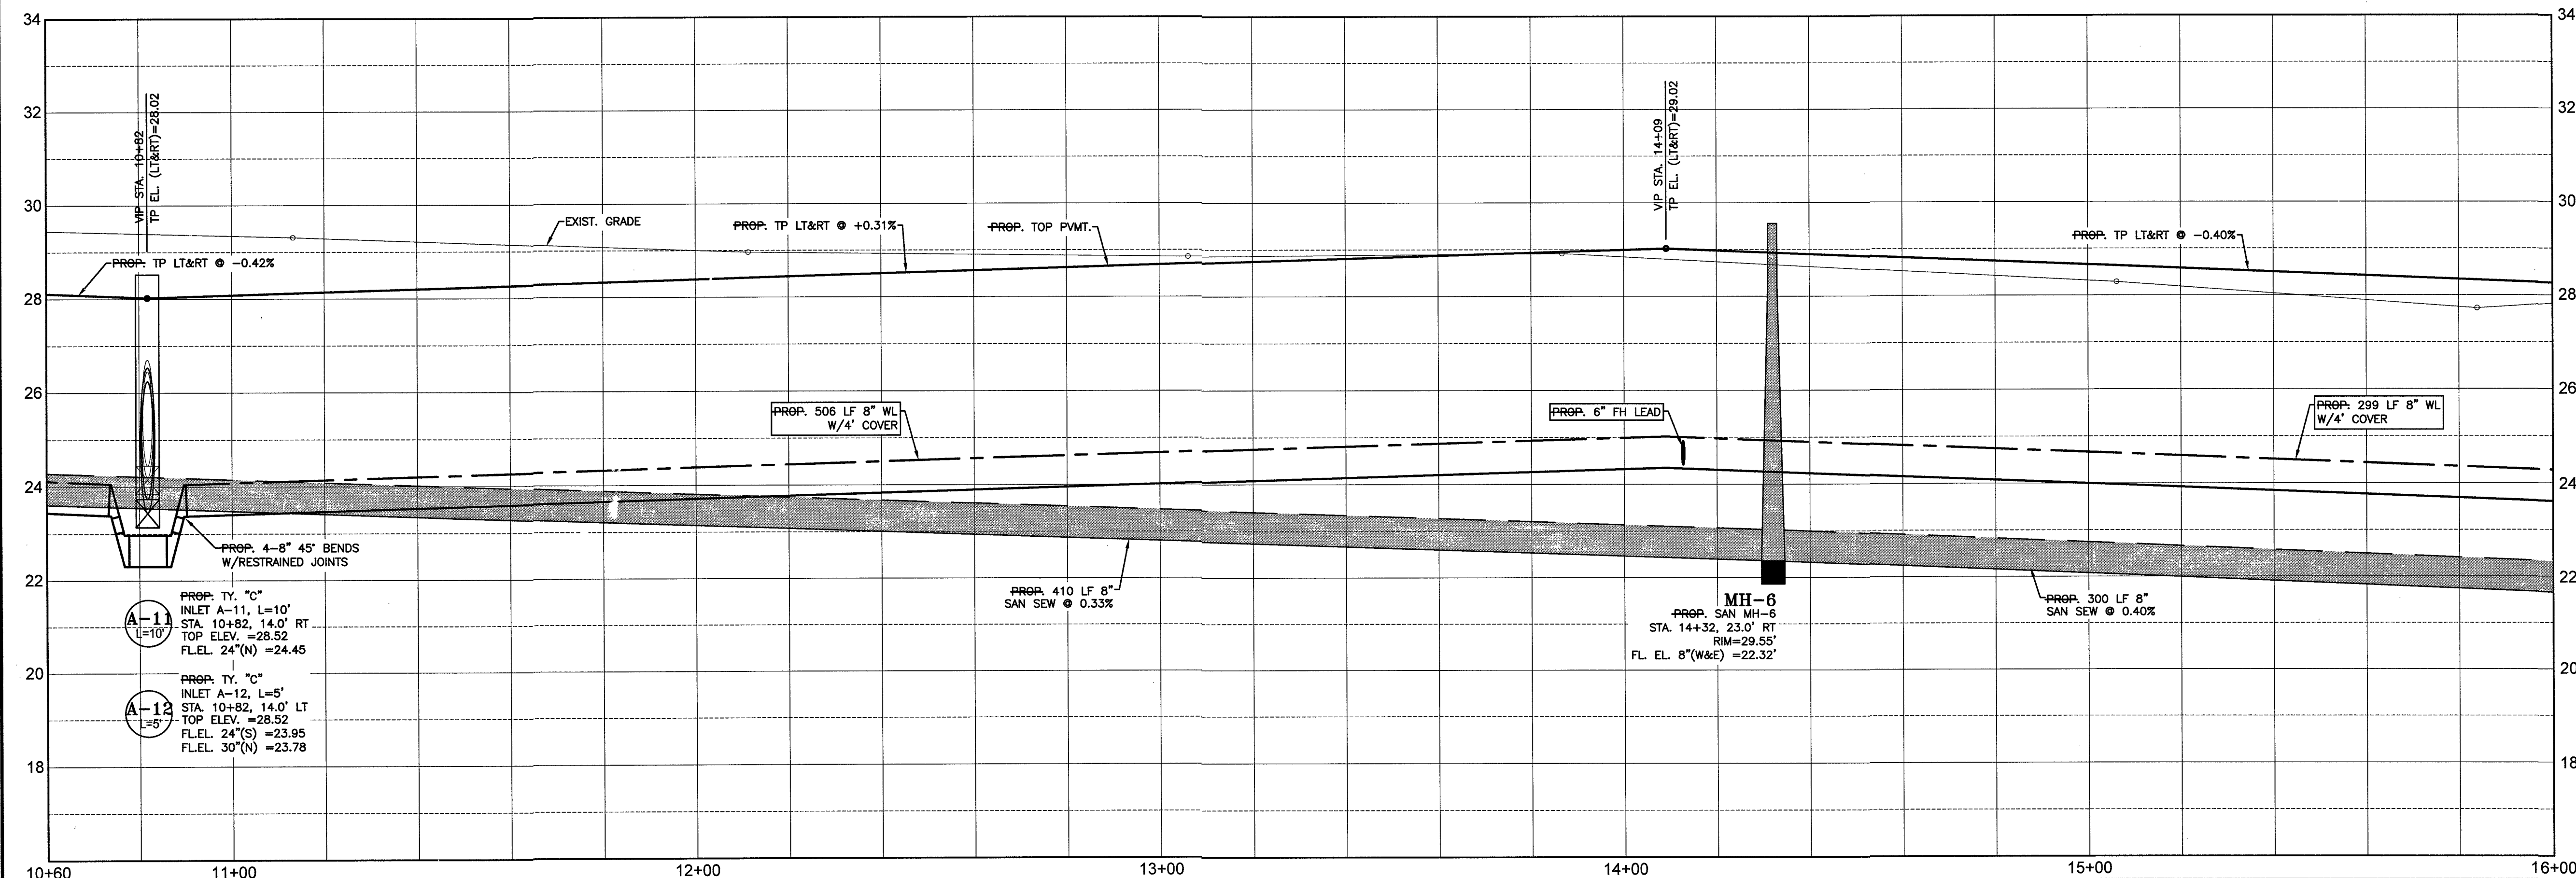 34
32
30
28
26
24
22
20
18
34
32
30
28
26
24
22
20
18
VIP STA. 10+82
TP EL. (LT&RT)=28.02
PROP. TP LT&RT @ -0.42%
EXIST. GRADE
PROP. TP LT&RT @ +0.31%
PROP. TOP PVMT.
VIP STA. 14+09
TP EL. (LT&RT)=29.02
PROP. TP LT&RT @ -0.40%
PROP. 506 LF 8" WL
W/4' COVER
PROP. 6" FH LEAD
PROP. 299 LF 8" WL
W/4' COVER
PROP. 4-8" 45° BENDS
W/RESTRAINED JOINTS
PROP. 410 LF 8"
SAN SEW @ 0.33%
MH-6
PROP. SAN MH-6
STA. 14+32, 23.0' RT
RIM=29.55'
FL. EL. 8"(W&E) =22.32'
PROP. 300 LF 8"
SAN SEW @ 0.40%
A-11
L=10'
PROP. TY. "C"
INLET A-11, L=10'
STA. 10+82, 14.0' RT
TOP ELEV. =28.52
FL.EL. 24"(N) =24.45
A-12
L=5'
PROP. TY. "C"
INLET A-12, L=5'
STA. 10+82, 14.0' LT
TOP ELEV. =28.52
FL.EL. 24"(S) =23.95
FL.EL. 30"(N) =23.78
10+60
11+00
12+00
13+00
14+00
15+00
16+00